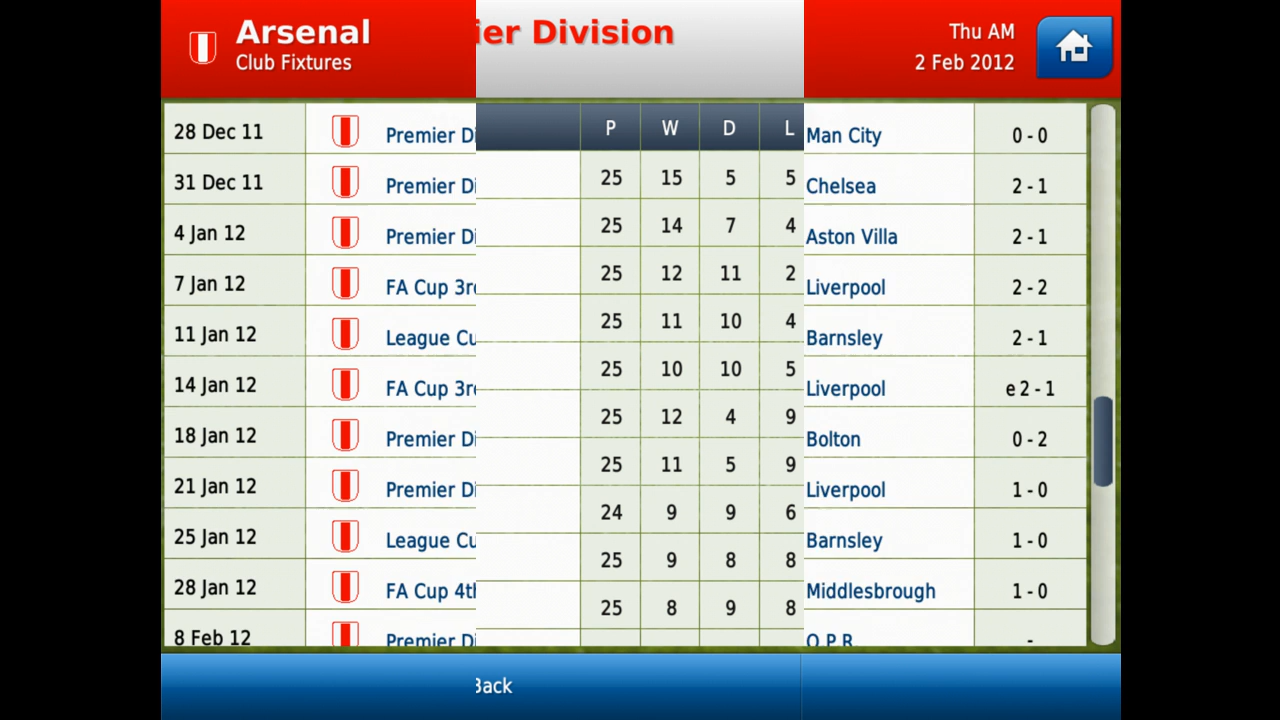 Arsenal
Club Fixtures
ier Division
Thu AM
2 Feb 2012
P W D L
28 Dec 11 Premier Di Man City 0 - 0
25 15 5 5
31 Dec 11 Premier Di Chelsea 2 - 1
25 14 7 4
4 Jan 12 Premier Di Aston Villa 2 - 1
25 12 11 2
7 Jan 12 FA Cup 3r Liverpool 2 - 2
25 11 10 4
11 Jan 12 League Cu Barnsley 2 - 1
25 10 10 5
14 Jan 12 FA Cup 3r Liverpool e 2 - 1
25 12 4 9
18 Jan 12 Premier Di Bolton 0 - 2
25 11 5 9
21 Jan 12 Premier Di Liverpool 1 - 0
24 9 9 6
25 Jan 12 League Cu Barnsley 1 - 0
25 9 8 8
28 Jan 12 FA Cup 4t Middlesbrough 1 - 0
25 8 9 8
8 Feb 12 Premier Di Q.P.R. -
Back